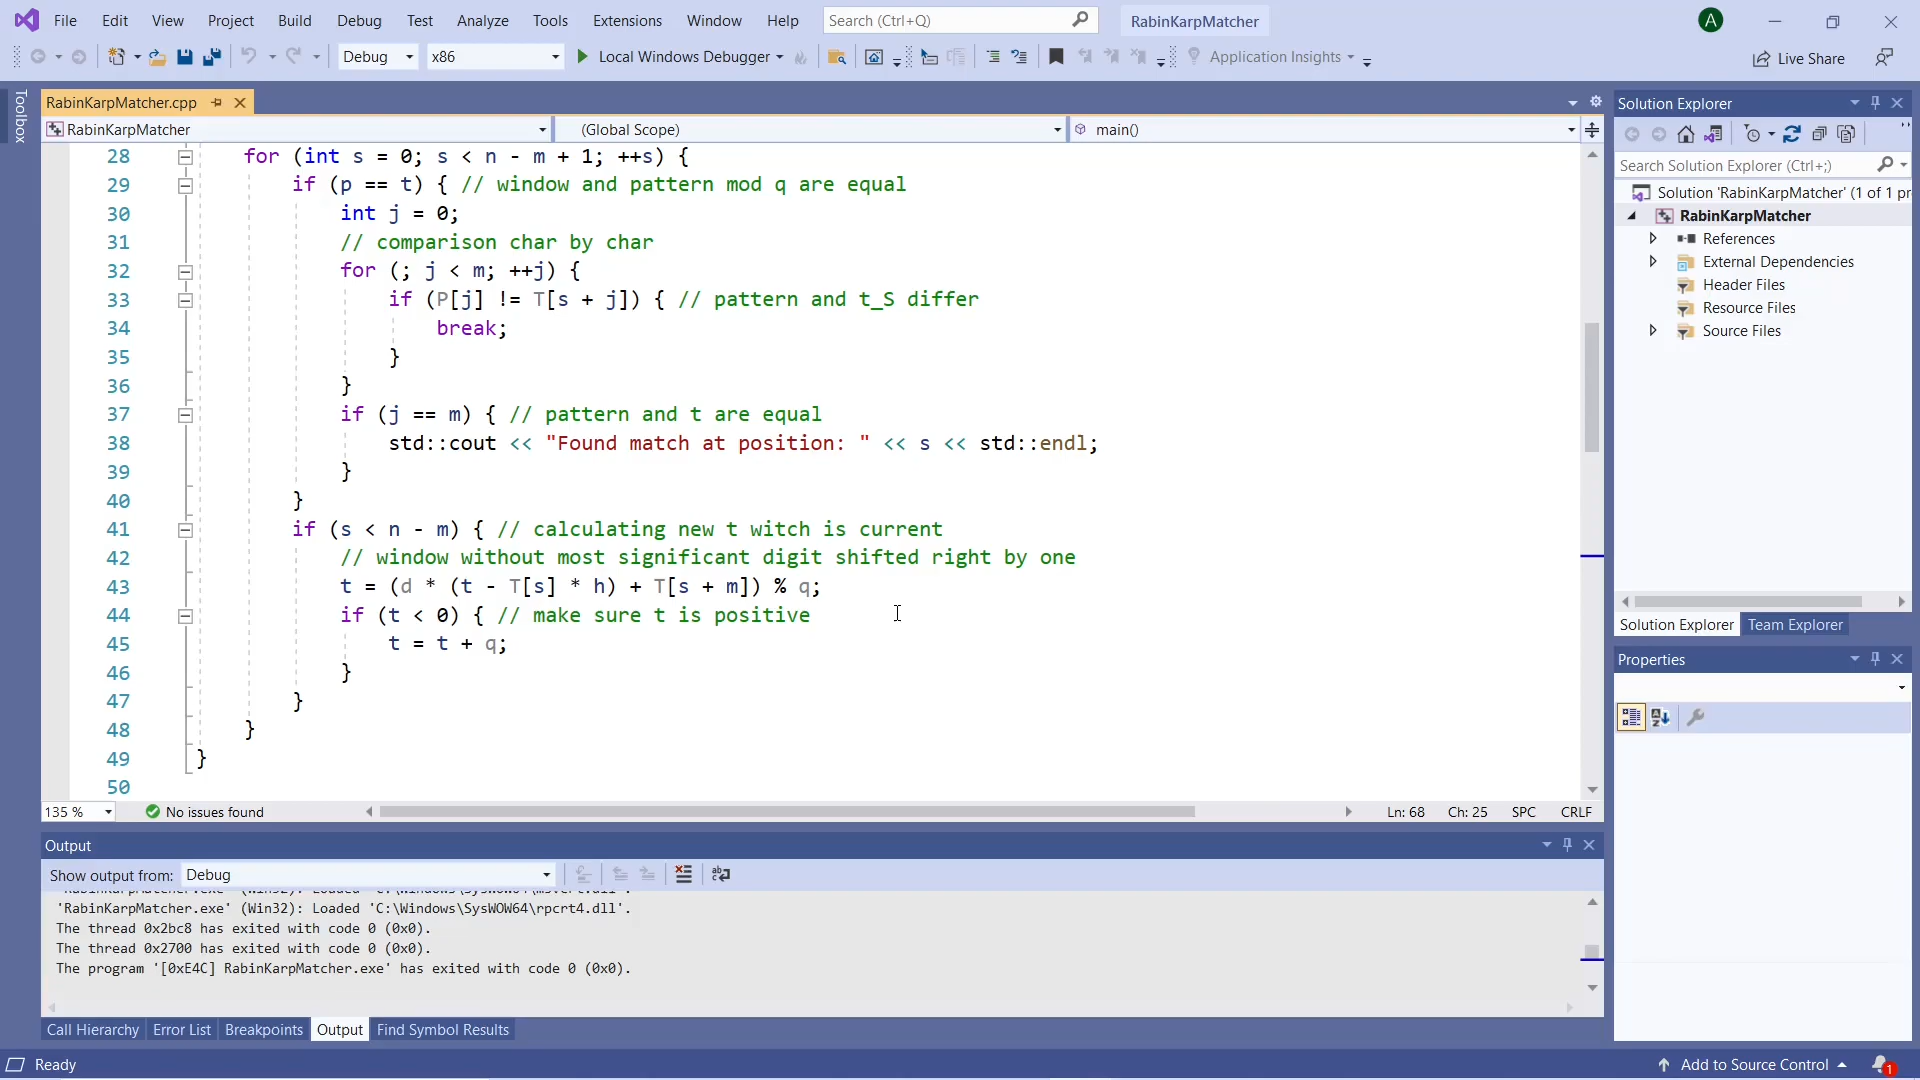 File Edit View Project Build Debug Test Analyze Tools Extensions Window Help Search (Ctrl+Q) RabinKarpMatcher A
Debug x86 Local Windows Debugger Application Insights Live Share
Toolbox
RabinKarpMatcher.cpp
RabinKarpMatcher (Global Scope) main()
28 for (int s = 0; s < n - m + 1; ++s) {
29 if (p == t) { // window and pattern mod q are equal
30 int j = 0;
31 // comparison char by char
32 for (; j < m; ++j) {
33 if (P[j] != T[s + j]) { // pattern and t_S differ
34 break;
35 }
36 }
37 if (j == m) { // pattern and t are equal
38 std::cout << "Found match at position: " << s << std::endl;
39 }
40 }
41 if (s < n - m) { // calculating new t witch is current
42 // window without most significant digit shifted right by one
43 t = (d * (t - T[s] * h) + T[s + m]) % q;
44 if (t < 0) { // make sure t is positive
45 t = t + q;
46 }
47 }
48 }
49 }
50
135 % No issues found Ln: 68 Ch: 25 SPC CRLF
Output
Show output from: Debug
'RabinKarpMatcher.exe' (Win32): Loaded 'C:\Windows\SysWOW64\msvcrt.dll'.
'RabinKarpMatcher.exe' (Win32): Loaded 'C:\Windows\SysWOW64\rpcrt4.dll'.
The thread 0x2bc8 has exited with code 0 (0x0).
The thread 0x2700 has exited with code 0 (0x0).
The program '[0xE4C] RabinKarpMatcher.exe' has exited with code 0 (0x0).
Call Hierarchy Error List Breakpoints Output Find Symbol Results
Solution Explorer
Search Solution Explorer (Ctrl+;)
Solution 'RabinKarpMatcher' (1 of 1 pr
RabinKarpMatcher
References
External Dependencies
Header Files
Resource Files
Source Files
Solution Explorer Team Explorer
Properties
Ready Add to Source Control 1